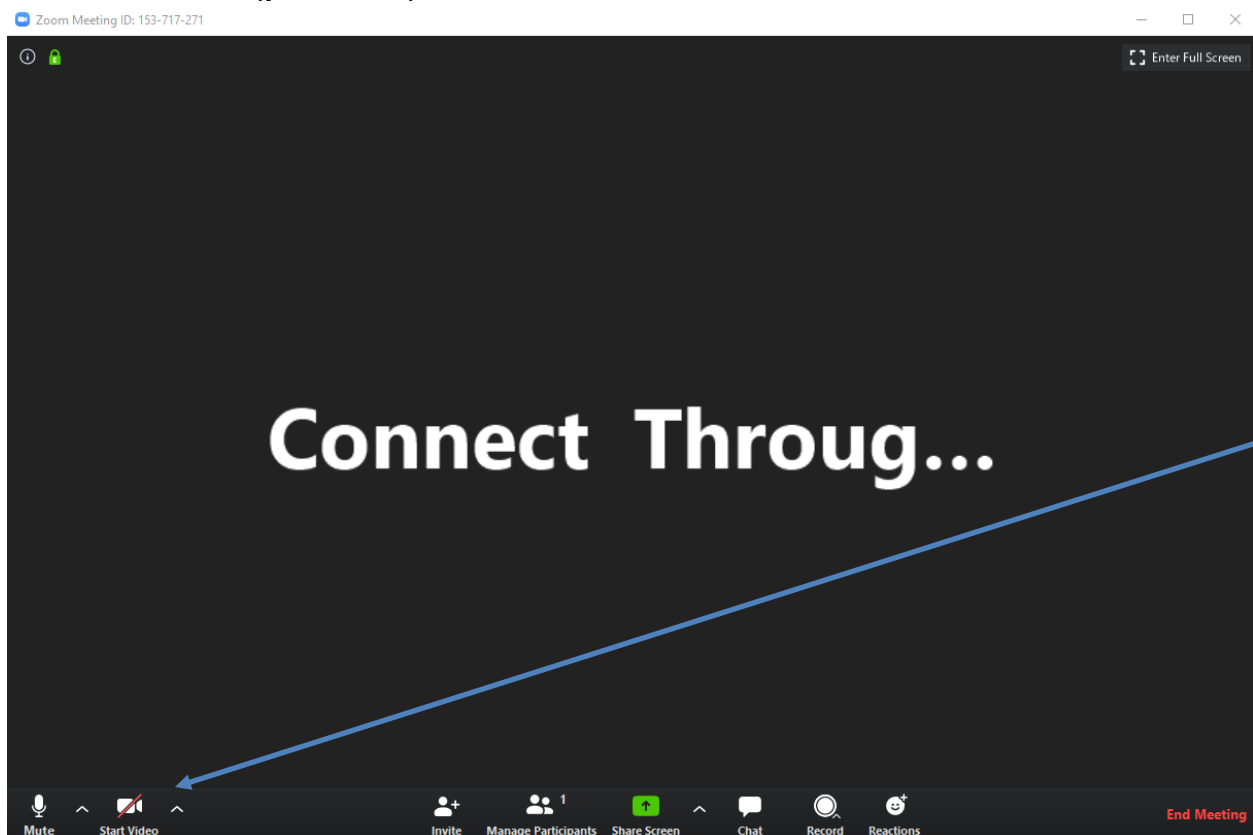 Zoom Meeting ID: 153-717-271
Enter Full Screen
Connect Throug...
1
Mute
Start Video
Invite
Manage Participants
Share Screen
Chat
Record
Reactions
End Meeting